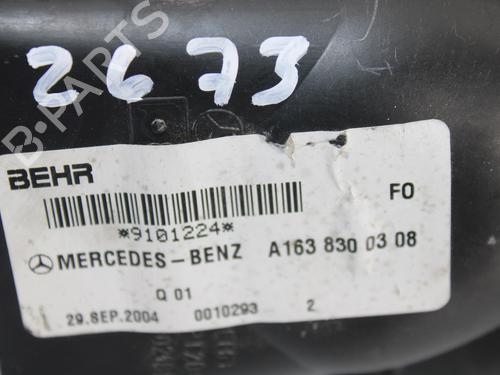 2673
B-PARTS
BEHR
FO
*9101224*
MERCEDES-BENZ A163 830 03 08
Q 01
29.SEP.2004 0010293 2